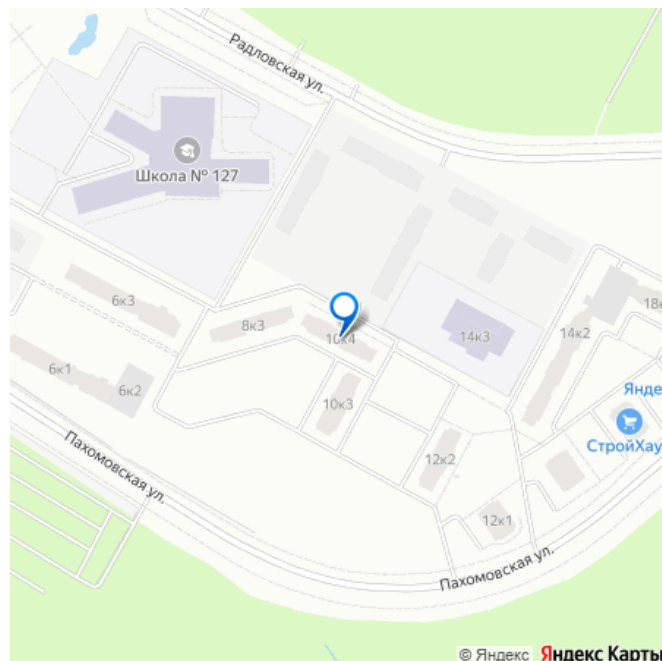 Радловская ул.
Школа № 127
6к3
8к3
10к4
14к3
14к2
18к
6к1
6к2
10к3
Яндe
СтройХау
12к2
12к1
Пахомовская ул.
Пахомовская ул.
© Яндекс Яндекс Карты